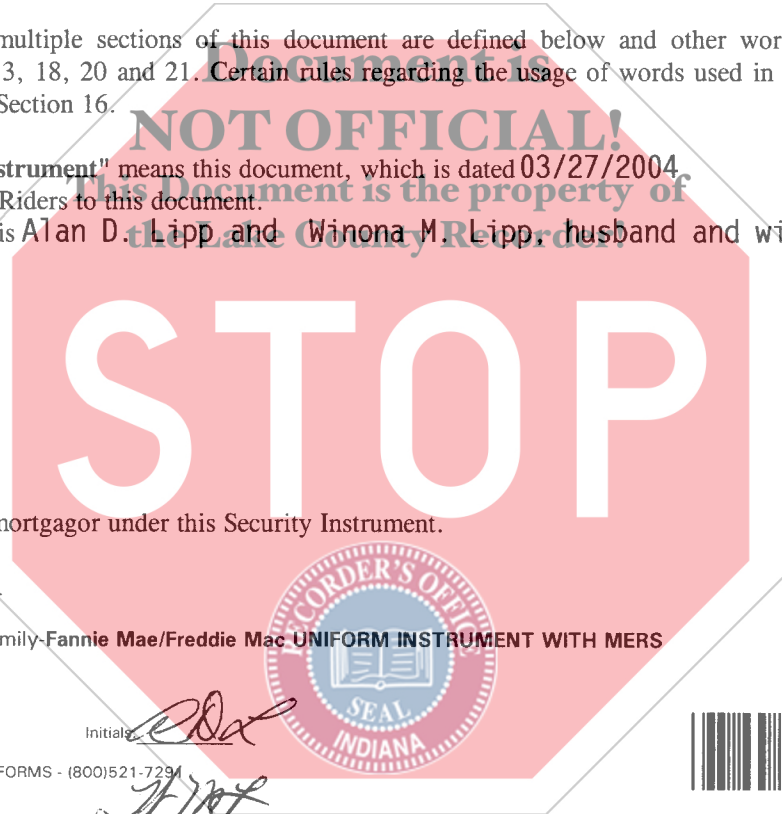 multiple sections of this document are defined below and other wor
Document is
3, 18, 20 and 21. Certain rules regarding the usage of words used in
Section 16.
NOT OFFICIAL!
strument" means this document, which is dated 03/27/2004
This Document is the property of
Riders to this document.
is Alan D. Lipp and Winona M. Lipp, husband and wi
the Lake County Recorder!
STOP
mortgagor under this Security Instrument.
RECORDER'S OFFICE
mily-Fannie Mae/Freddie Mac UNIFORM INSTRUMENT WITH MERS
SEAL
INDIANA
Initials
FORMS - (800)521-7291